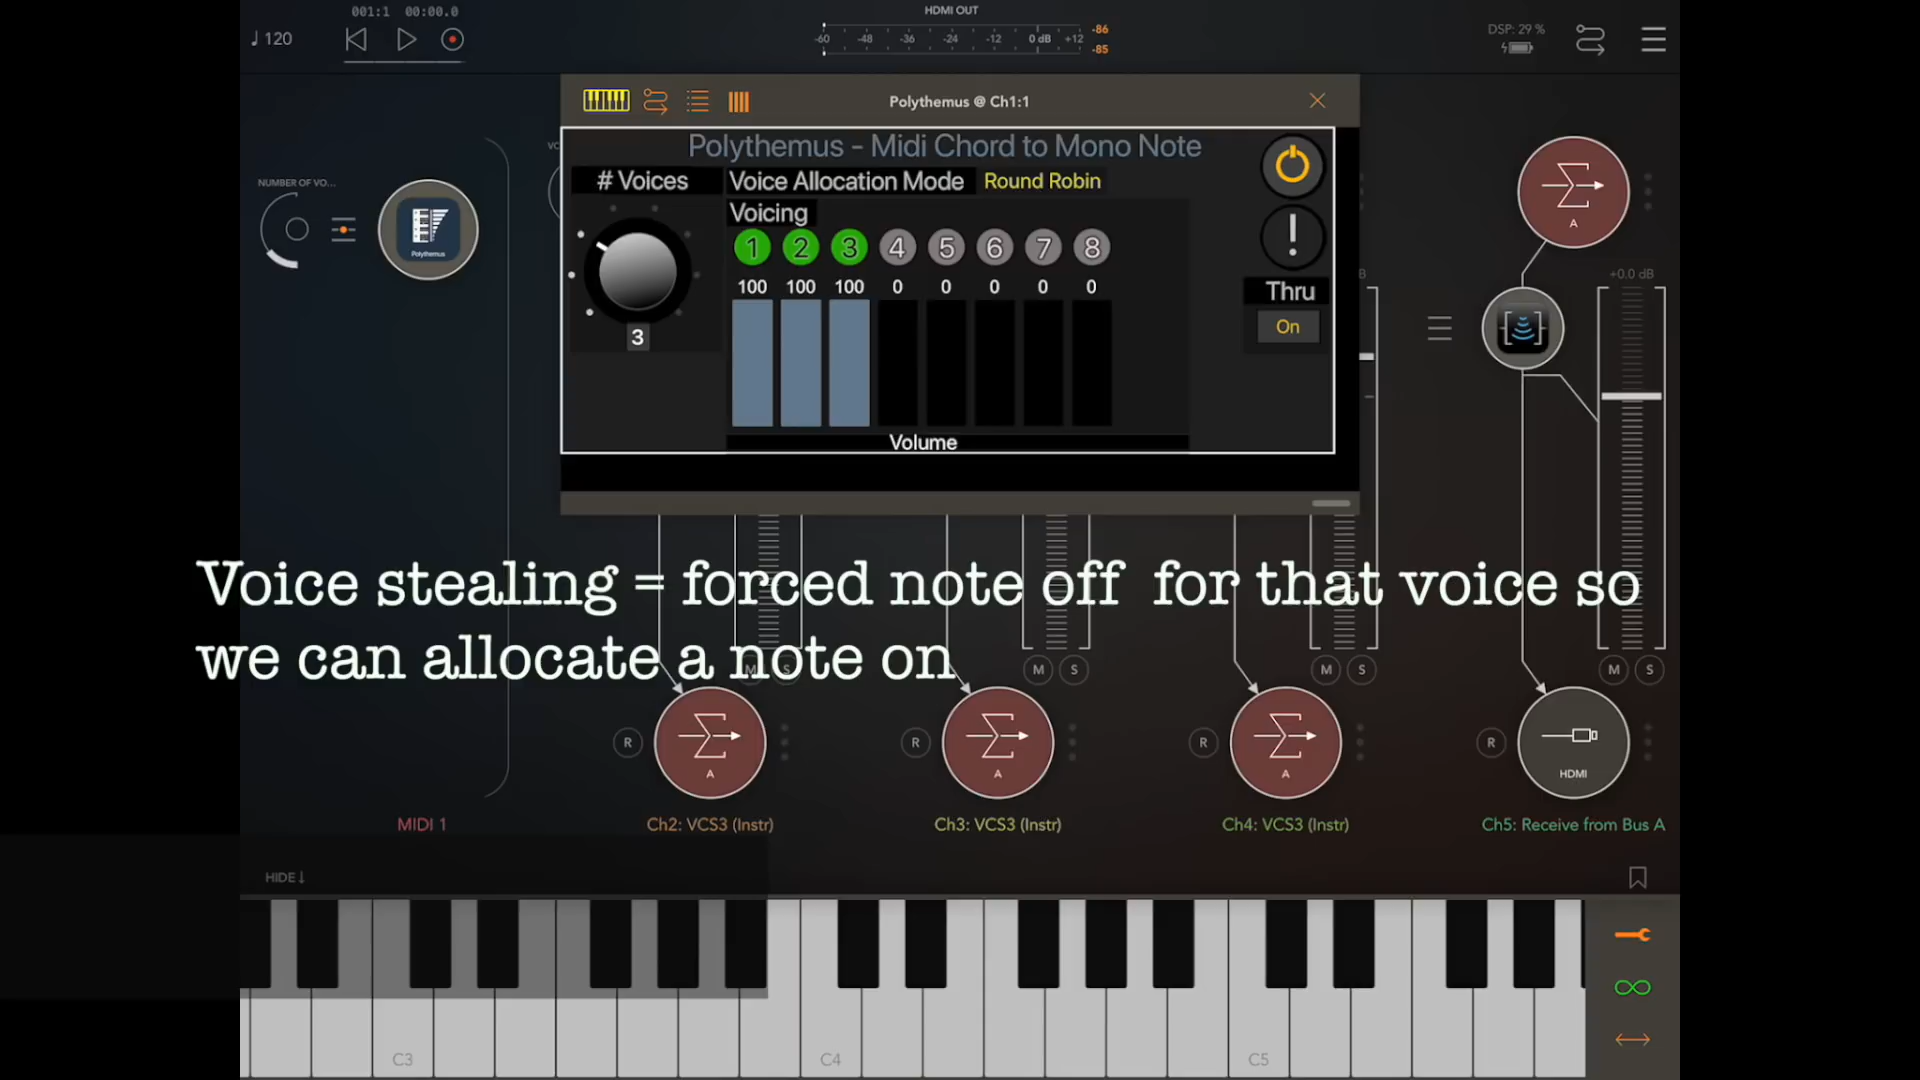 001:1 00:00.0
♩ 120
HDMI OUT
-60 -48 -36 -24 -12 0 dB +12
-86
-85
DSP: 29 %
Polythemus @ Ch1:1
Polythemus - Midi Chord to Mono Note
# Voices
Voice Allocation Mode Round Robin
Voicing
1 2 3 4 5 6 7 8
100 100 100 0 0 0 0 0
3
Volume
Thru
On
NUMBER OF VO...
Polythemus
A
+0.0 dB
Voice stealing = forced note off for that voice so
we can allocate a note on
M S M S M S M S
R A R A R A R HDMI
MIDI 1 Ch2: VCS3 (Instr) Ch3: VCS3 (Instr) Ch4: VCS3 (Instr) Ch5: Receive from Bus A
HIDE↓
C3 C4 C5